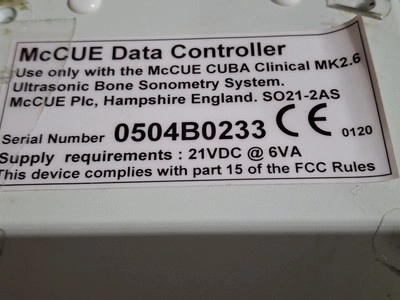 McCUE Data Controller
Use only with the McCUE CUBA Clinical MK2.6
Ultrasonic Bone Sonometry System.
McCUE Plc, Hampshire England. SO21-2AS
Serial Number 0504B0233 CE 0120
Supply requirements : 21VDC @ 6VA
This device complies with part 15 of the FCC Rules